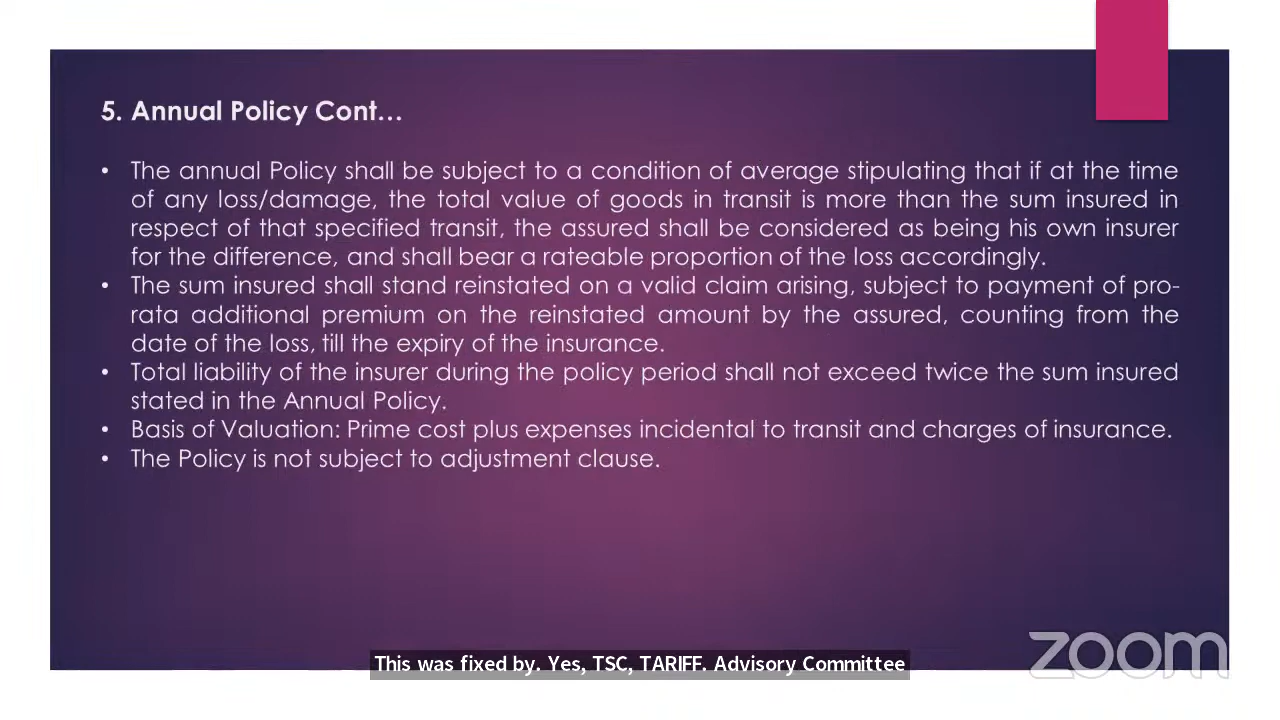 5. Annual Policy Cont…
• The annual Policy shall be subject to a condition of average stipulating that if at the time
of any loss/damage, the total value of goods in transit is more than the sum insured in
respect of that specified transit, the assured shall be considered as being his own insurer
for the difference, and shall bear a rateable proportion of the loss accordingly.
• The sum insured shall stand reinstated on a valid claim arising, subject to payment of pro-
rata additional premium on the reinstated amount by the assured, counting from the
date of the loss, till the expiry of the insurance.
• Total liability of the insurer during the policy period shall not exceed twice the sum insured
stated in the Annual Policy.
• Basis of Valuation: Prime cost plus expenses incidental to transit and charges of insurance.
• The Policy is not subject to adjustment clause.
zoom
This was fixed by. Yes, TSC, TARIFF. Advisory Committee